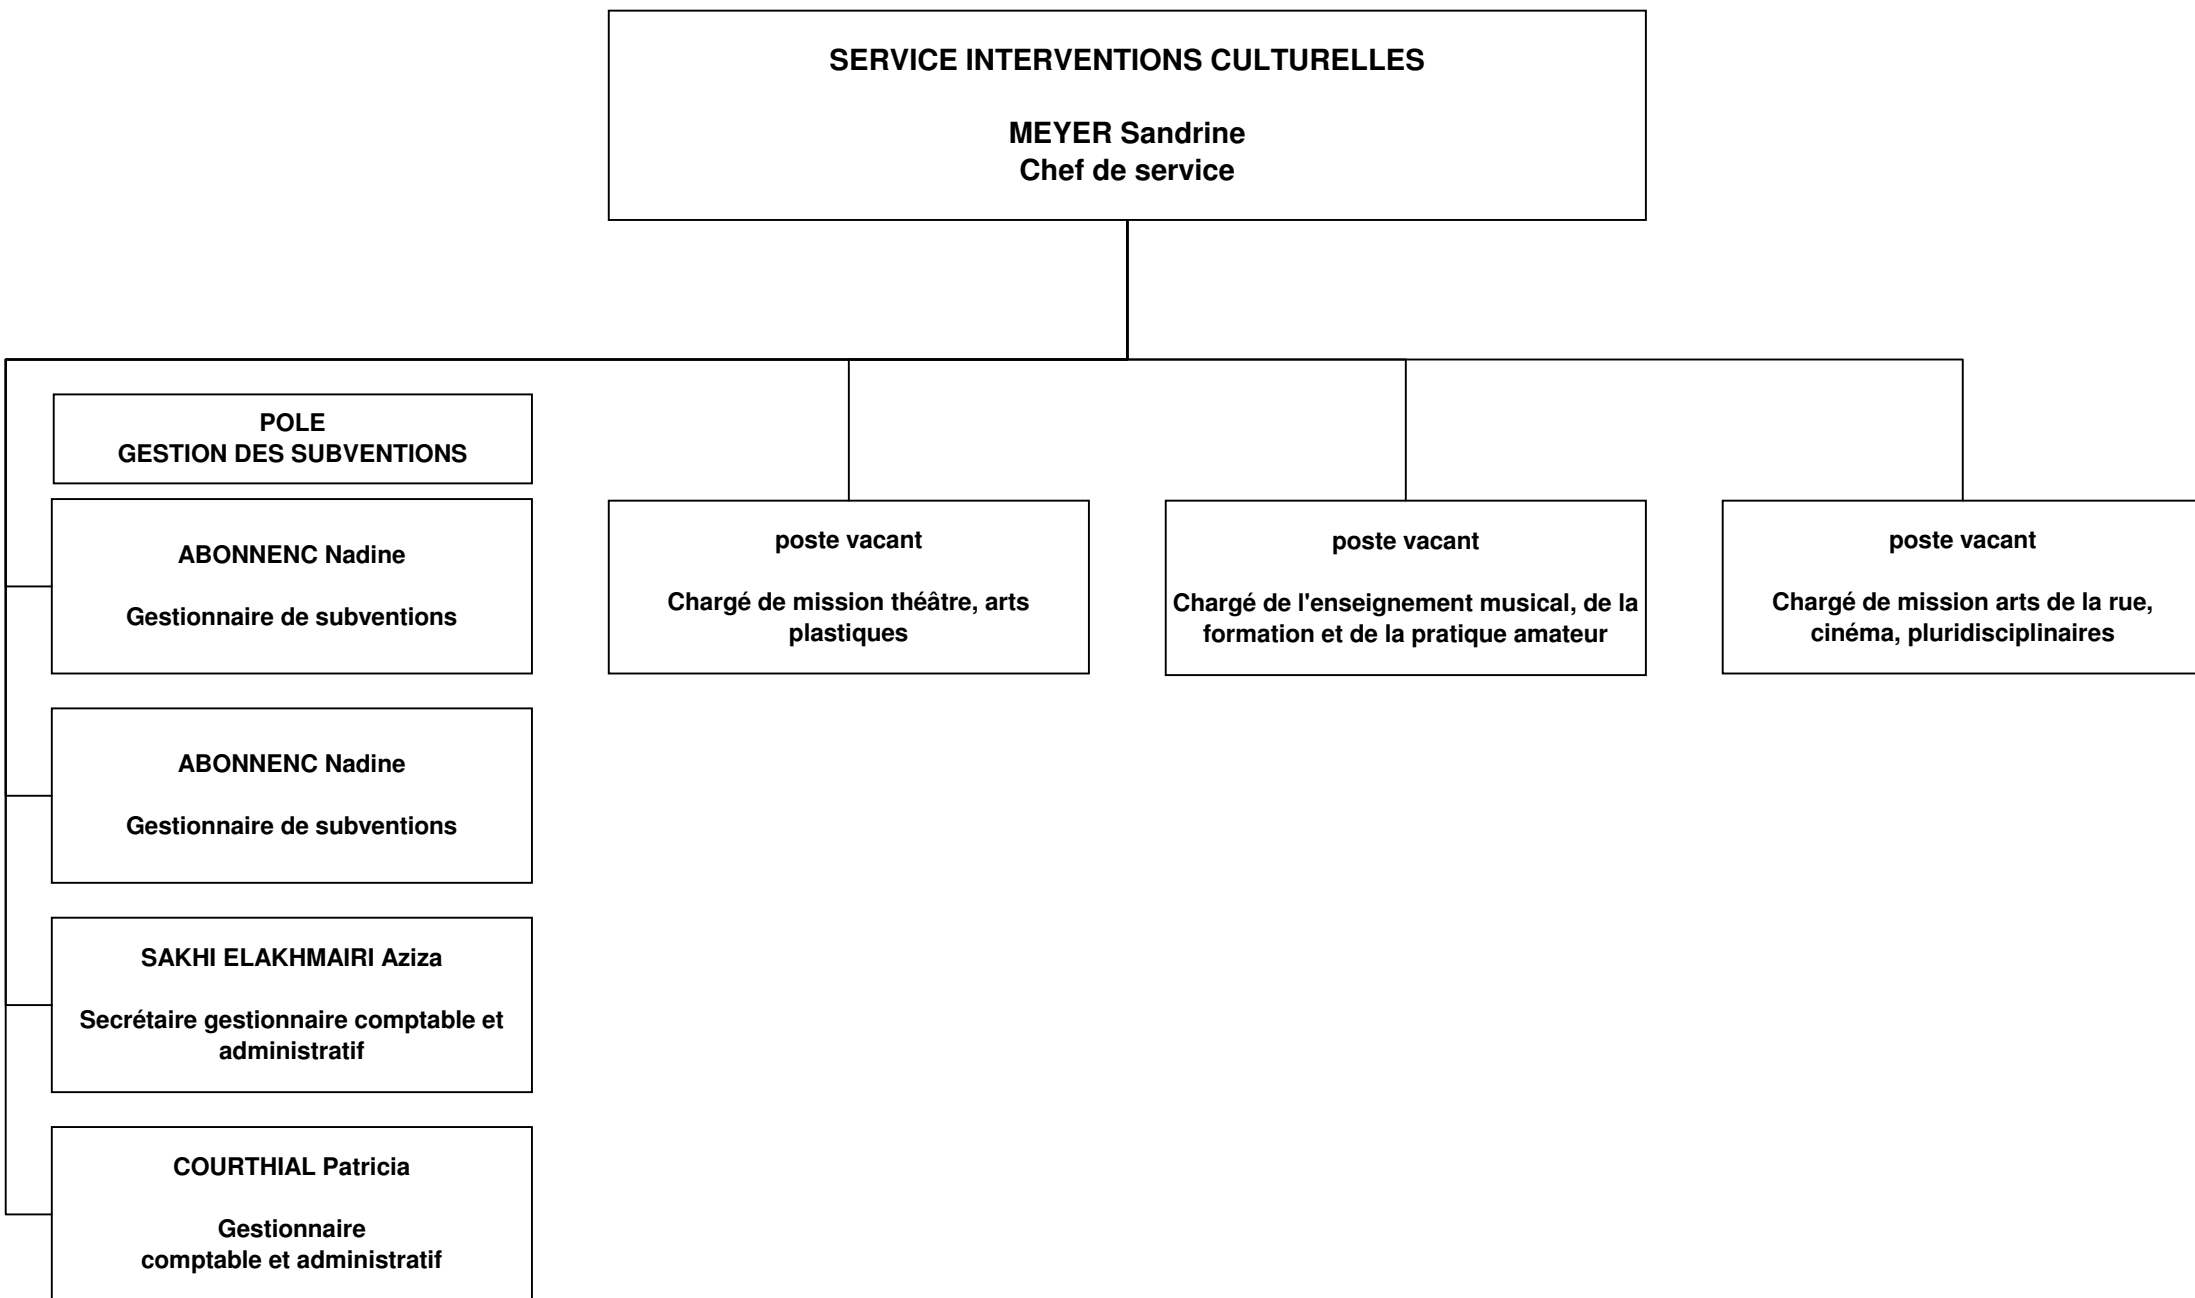 SERVICE INTERVENTIONS CULTURELLES
MEYER Sandrine
Chef de service
POLE
GESTION DES SUBVENTIONS
ABONNENC Nadine
Gestionnaire de subventions
ABONNENC Nadine
Gestionnaire de subventions
SAKHI ELAKHMAIRI Aziza
Secrétaire gestionnaire comptable et
administratif
COURTHIAL Patricia
Gestionnaire
comptable et administratif
poste vacant
Chargé de mission théâtre, arts
plastiques
poste vacant
Chargé de l'enseignement musical, de la
formation et de la pratique amateur
poste vacant
Chargé de mission arts de la rue,
cinéma, pluridisciplinaires